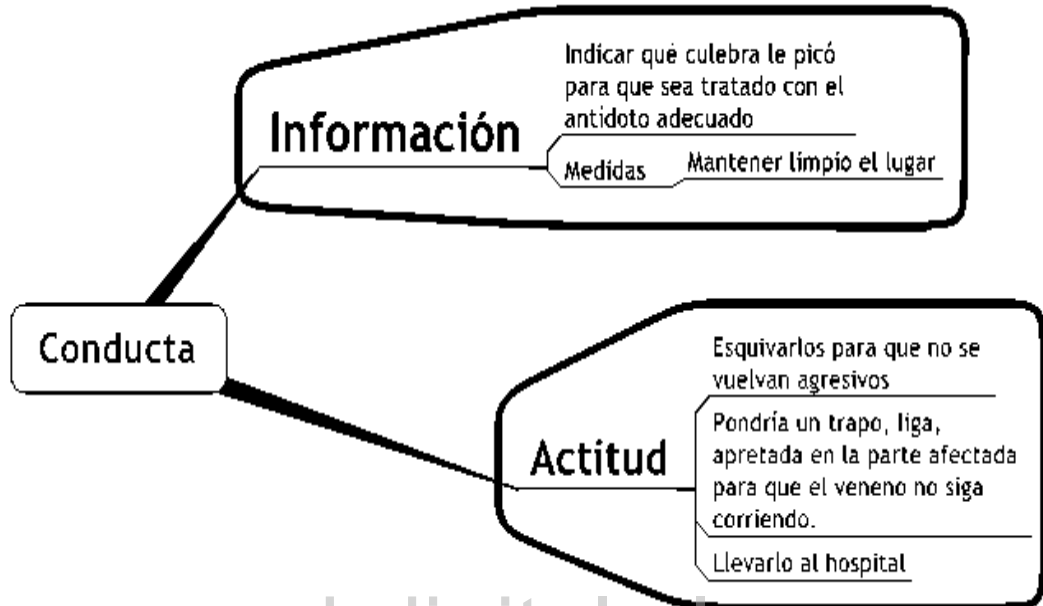 Indicar qué culebra le picó
para que sea tratado con el
antídoto adecuado
Información
Medidas
Mantener limpio el lugar
Conducta
Esquivarlos para que no se
vuelvan agresivos
Pondría un trapo, liga,
apretada en la parte afectada
para que el veneno no siga
corriendo.
Actitud
Llevarlo al hospital